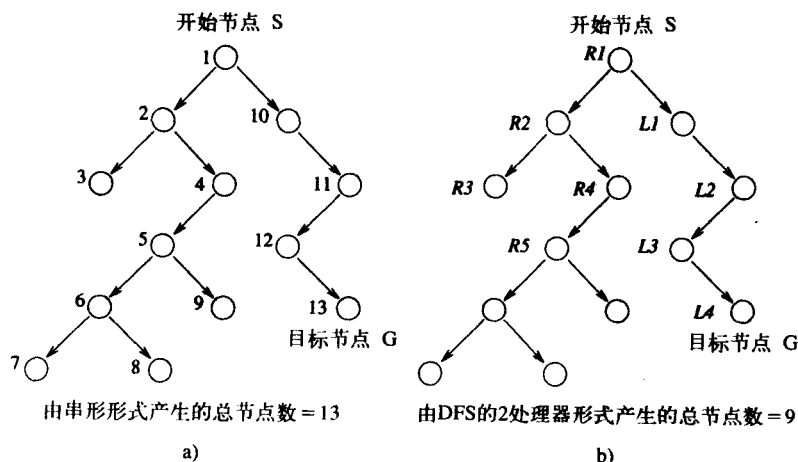 开始节点 S
1
2
10
3
4
11
5
12
6
9
13
目标节点 G
7
8
由串形形式产生的总节点数=13
a)
开始节点 S
R1
R2
L1
R3
R4
L2
R5
L3
L4
目标节点 G
由DFS的2处理器形式产生的总节点数=9
b)